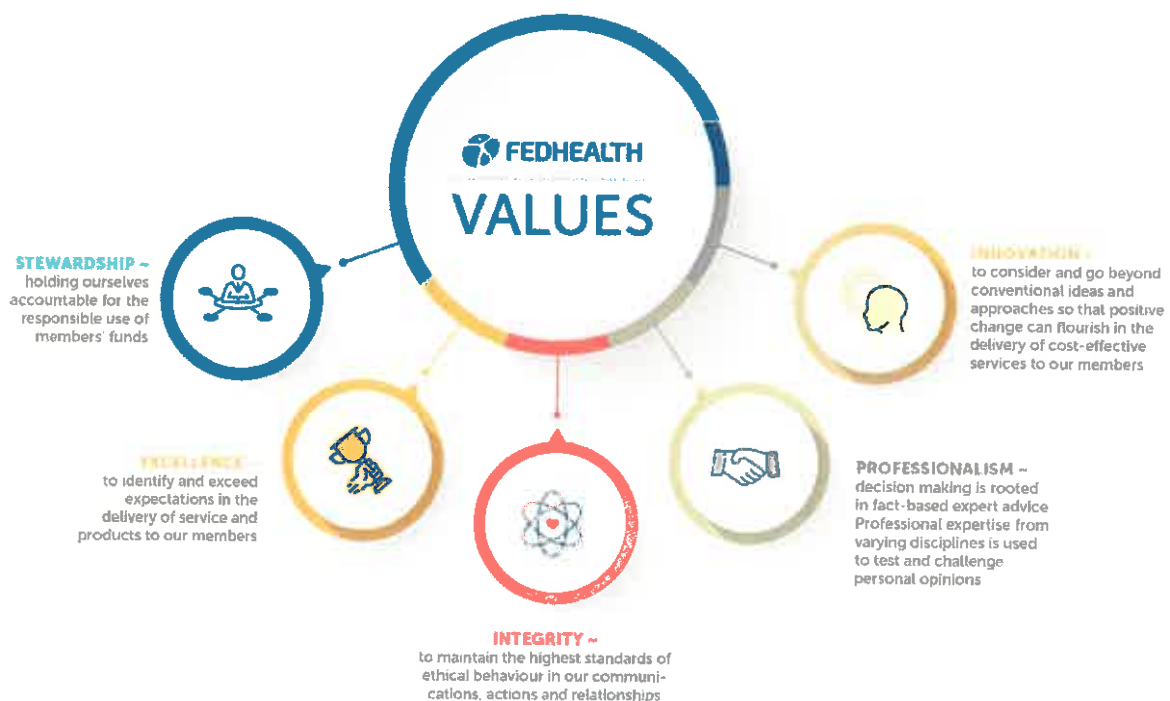 FEDHEALTH
VALUES
STEWARDSHIP ~
holding ourselves
accountable for the
responsible use of
members' funds
EXCELLENCE ~
to identify and exceed
expectations in the
delivery of service and
products to our members
INTEGRITY ~
to maintain the highest standards of
ethical behaviour in our communi-
cations, actions and relationships
PROFESSIONALISM ~
decision making is rooted
in fact-based expert advice
Professional expertise from
varying disciplines is used
to test and challenge
personal opinions
INNOVATION ~
to consider and go beyond
conventional ideas and
approaches so that positive
change can flourish in the
delivery of cost-effective
services to our members